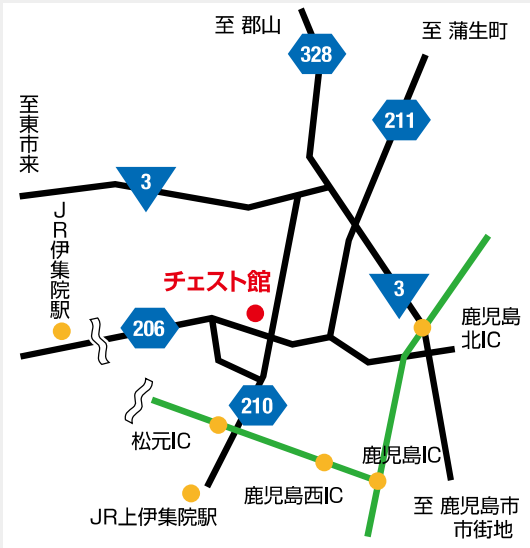 至 郡山
328
至 蒲生町
211
至東市来
3
JR伊集院駅
チェスト館
3
206
鹿児島
北IC
210
松元IC
鹿児島IC
鹿児島西IC
JR上伊集院駅
至 鹿児島市
市街地